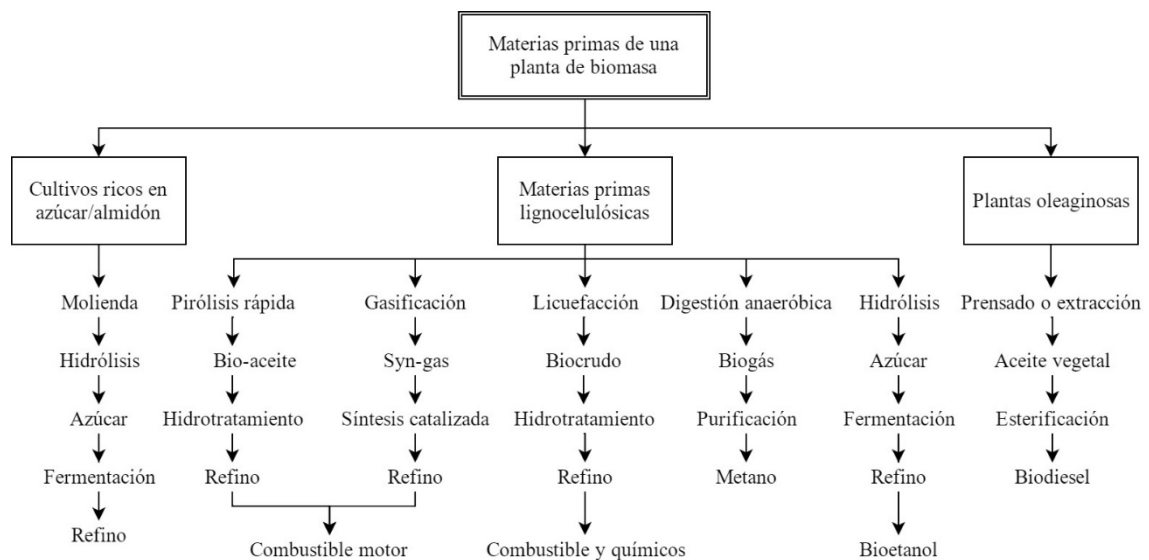 Materias primas de una
planta de biomasa
Cultivos ricos en
azúcar/almidón
Materias primas
lignocelulósicas
Plantas oleaginosas
Molienda
Pirólisis rápida
Gasificación
Licuefacción
Digestión anaeróbica
Hidrólisis
Prensado o extracción
Hidrólisis
Bio-aceite
Syn-gas
Biocrudo
Biogás
Azúcar
Aceite vegetal
Azúcar
Hidrotratamiento
Síntesis catalizada
Hidrotratamiento
Purificación
Fermentación
Esterificación
Fermentación
Refino
Refino
Refino
Metano
Refino
Biodiesel
Refino
Combustible motor
Combustible y químicos
Bioetanol